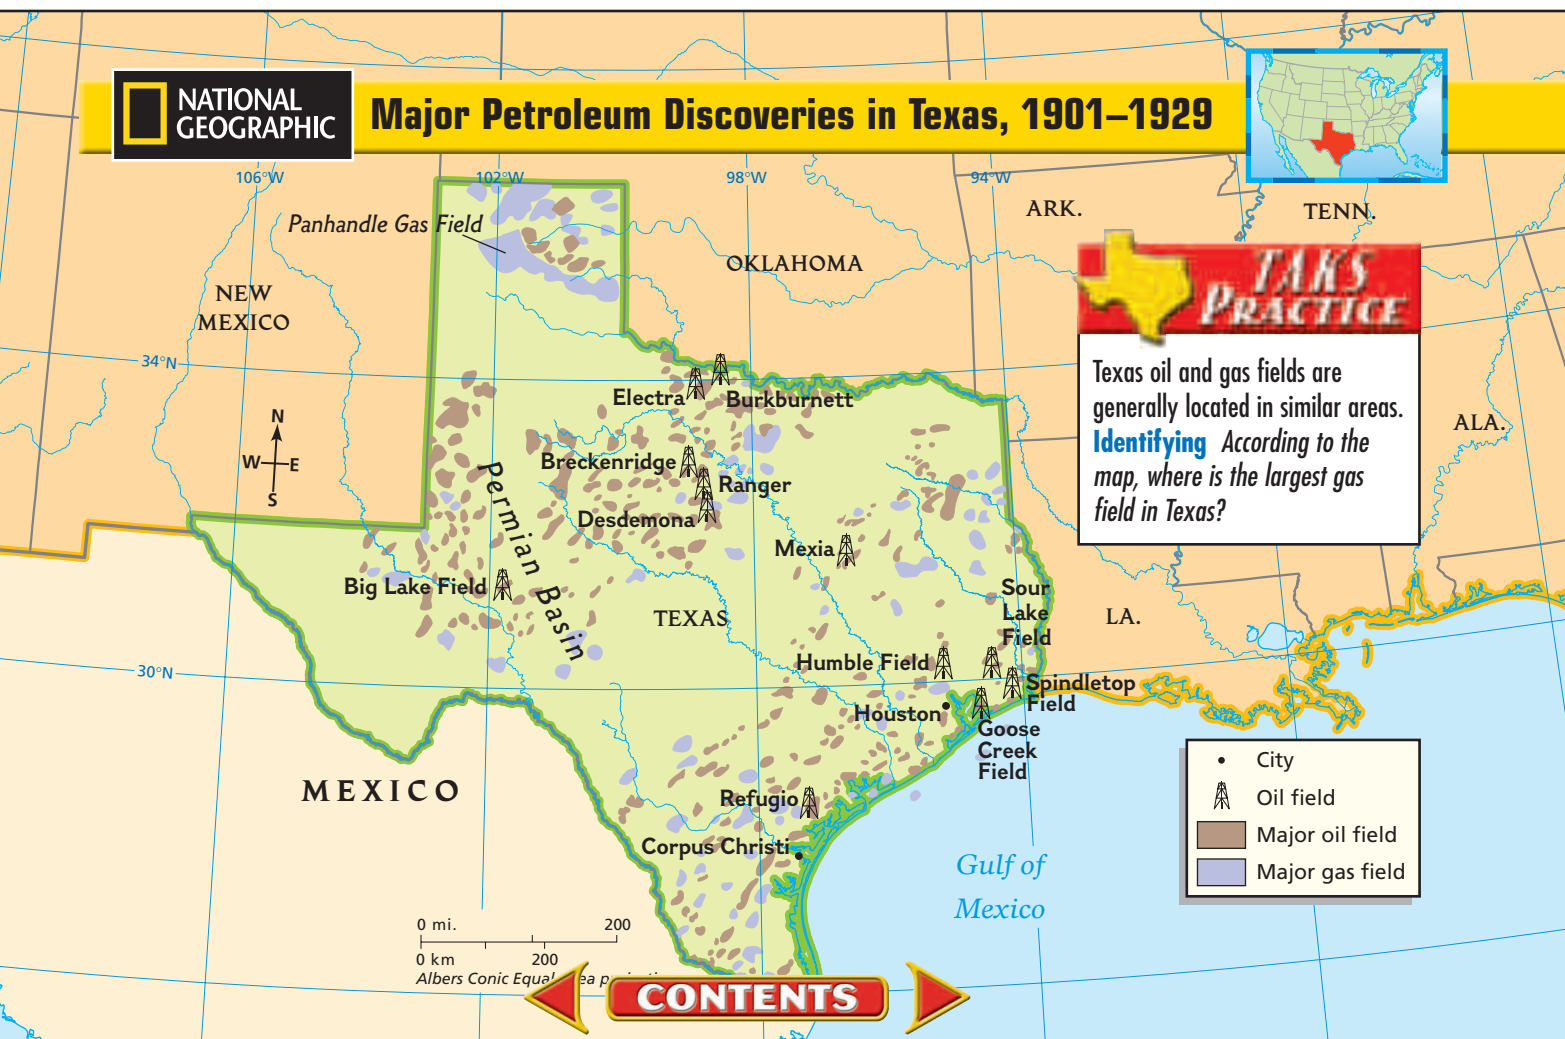 NATIONAL
GEOGRAPHIC
Major Petroleum Discoveries in Texas, 1901–1929
106°W
102°W
98°W
94°W
Panhandle Gas Field
NEW
MEXICO
OKLAHOMA
ARK.
TENN.
ALA.
LA.
TAKS
PRACTICE
Texas oil and gas fields are
generally located in similar areas.
Identifying According to the
map, where is the largest gas
field in Texas?
34°N
30°N
N
W E
S
Electra
Burkburnett
Breckenridge
Ranger
Desdemona
Permian Basin
Mexia
Big Lake Field
TEXAS
Sour
Lake
Field
Humble Field
Spindletop
Field
Houston
Goose
Creek
Field
MEXICO
Refugio
Corpus Christi
Gulf of
Mexico
City
Oil field
Major oil field
Major gas field
0 mi. 200
0 km 200
Albers Conic Equal
CONTENTS